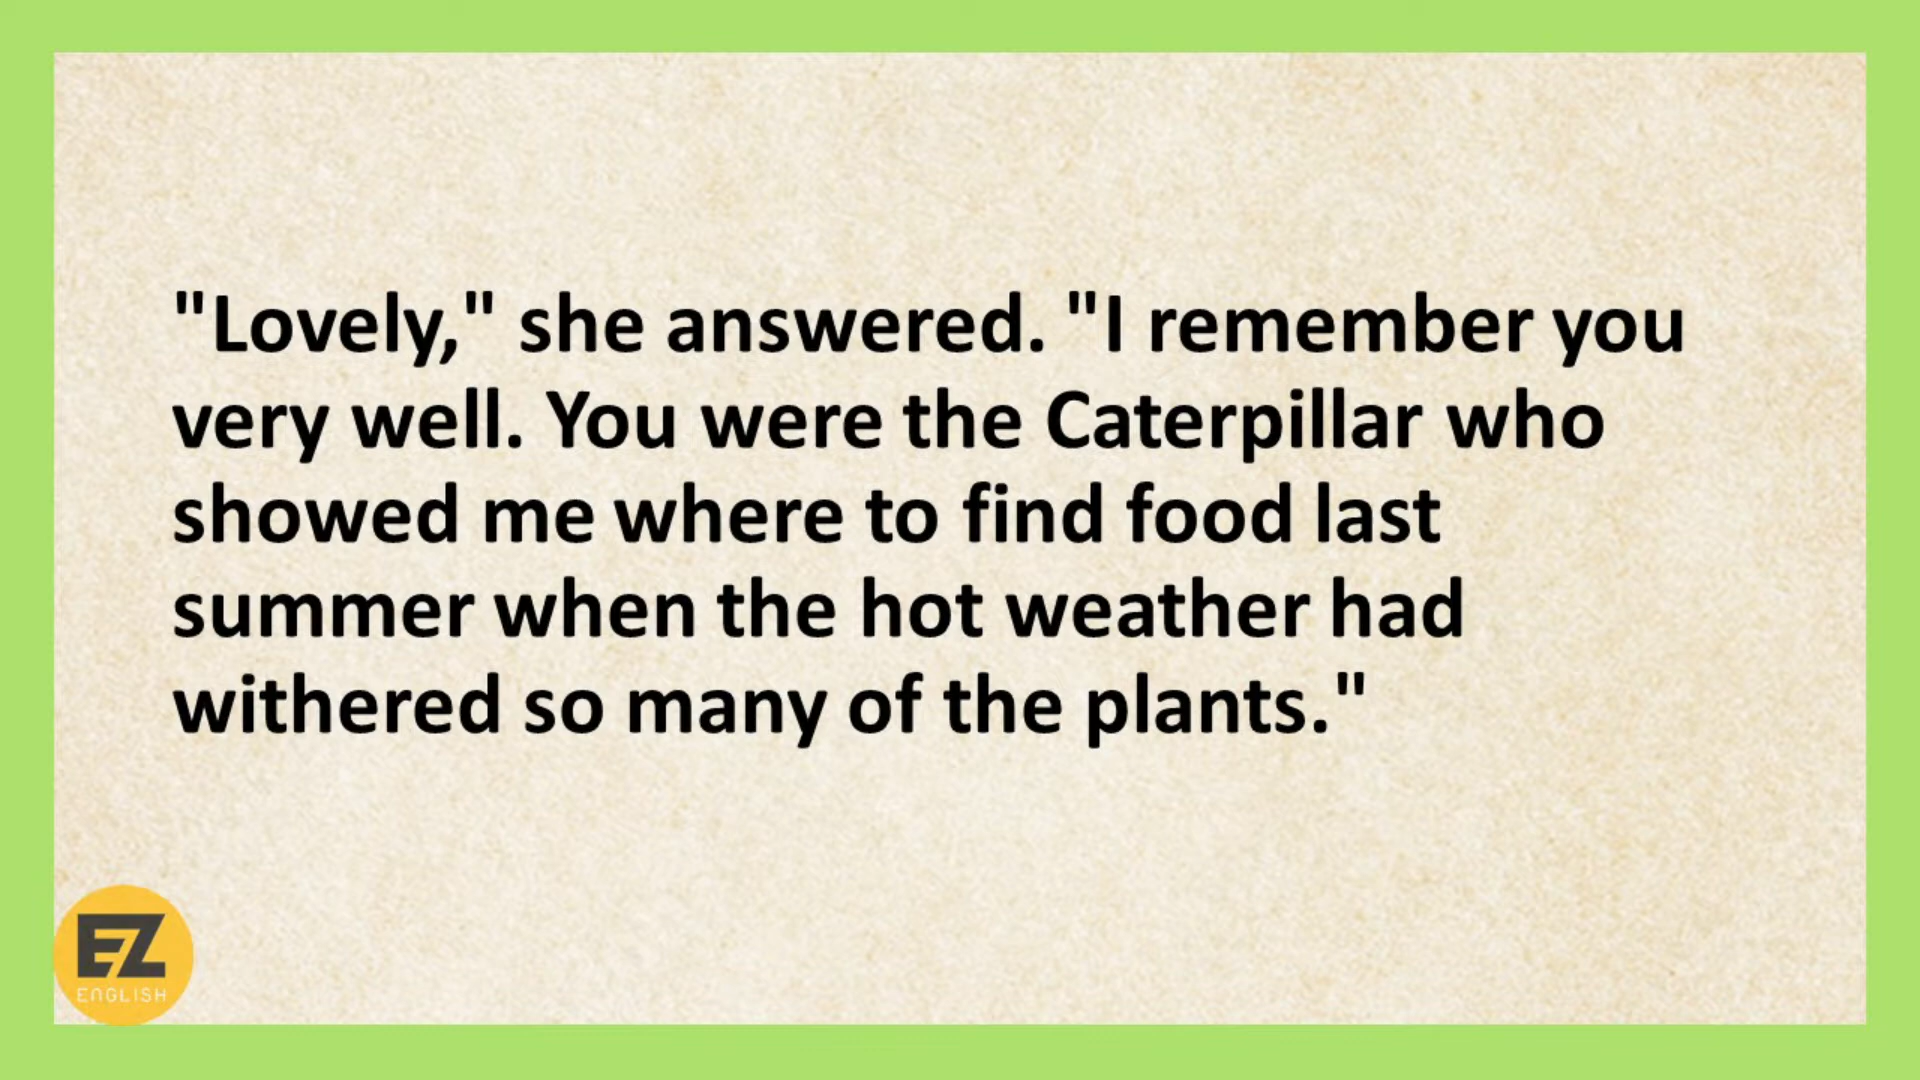 "Lovely," she answered. "I remember you
very well. You were the Caterpillar who
showed me where to find food last
summer when the hot weather had
withered so many of the plants."
EZ
ENGLISH